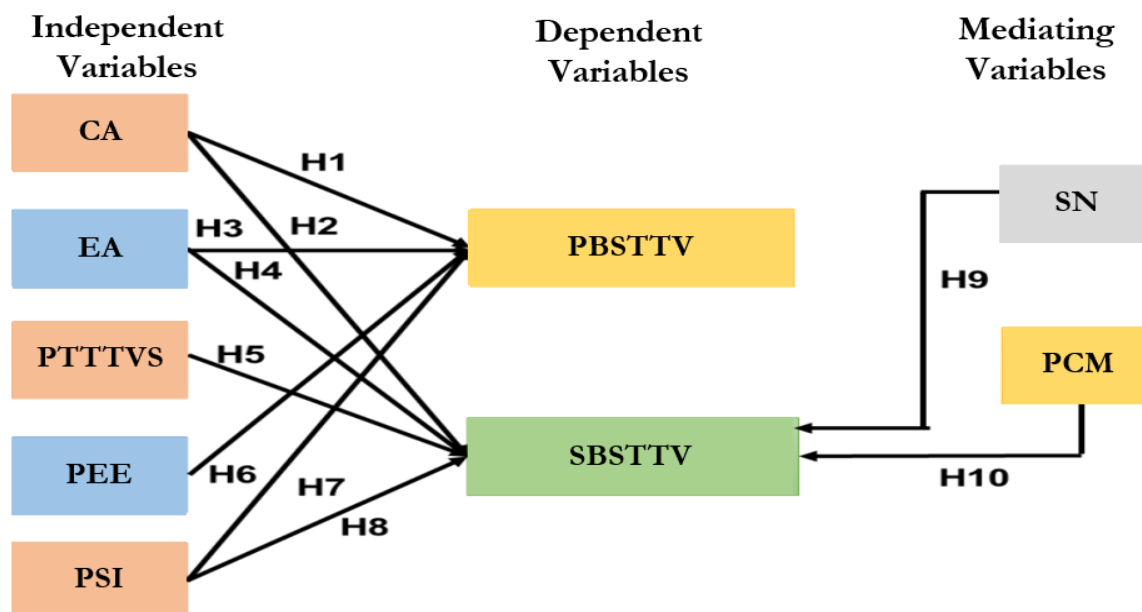 Independent
Variables
Dependent
Variables
Mediating
Variables
CA
H1
SN
EA
H3
H2
PBSTTV
H4
H9
PTTTVS
H5
PCM
PEE
H6
H7
SBSTTV
H10
H8
PSI